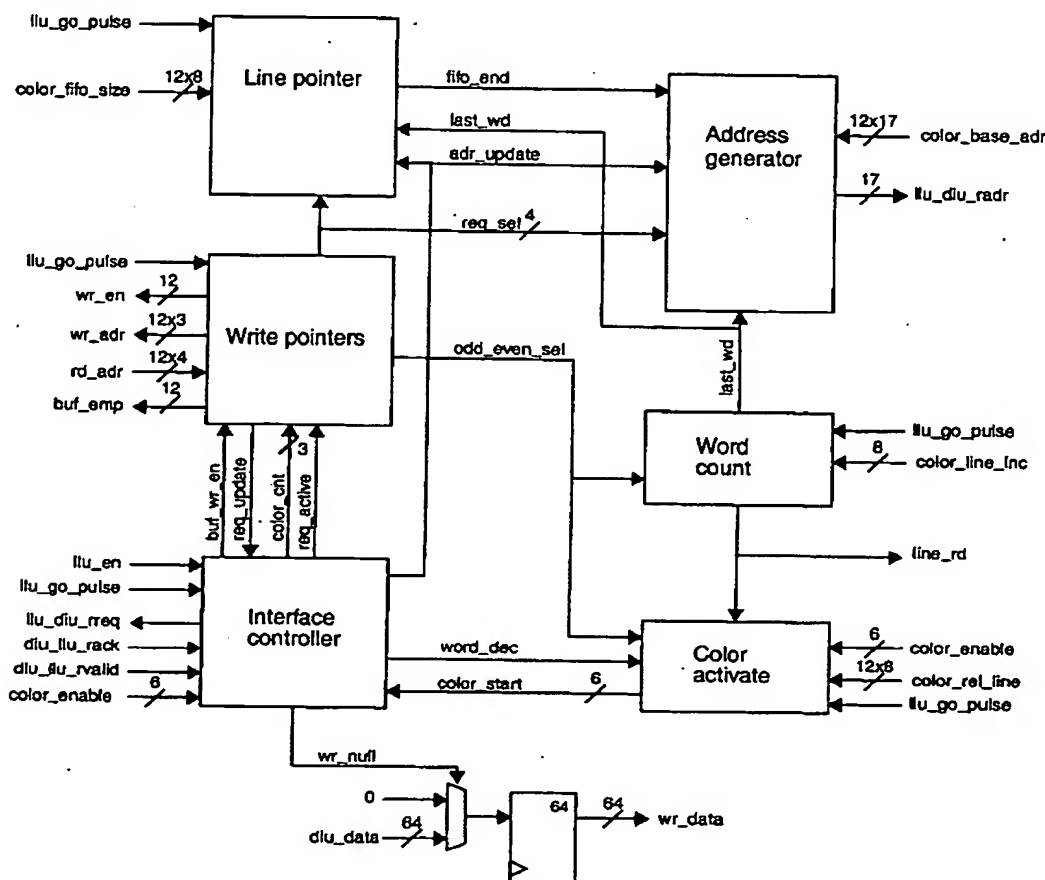 llu_go_pulse
color_fifo_size
12x8
Line pointer
fifo_end
last_wd
adr_update
req_sel
4
Address
generator
12x17
color_base_adr
17
llu_diu_radr
llu_go_pulse
12
wr_en
12x3
wr_adr
12x4
rd_adr
12
buf_emp
Write pointers
odd_even_sel
last_wd
Word
count
llu_go_pulse
8
color_line_inc
buf_wr_en
req_update
color_cnt
3
req_active
line_rd
llu_en
llu_go_pulse
llu_diu_rreq
diu_llu_rack
diu_llu_rvalid
color_enable
6
Interface
controller
word_dec
color_start
6
Color
activate
6
color_enable
12x8
color_rel_line
llu_go_pulse
wr_null
0
diu_data
64
64
64
wr_data